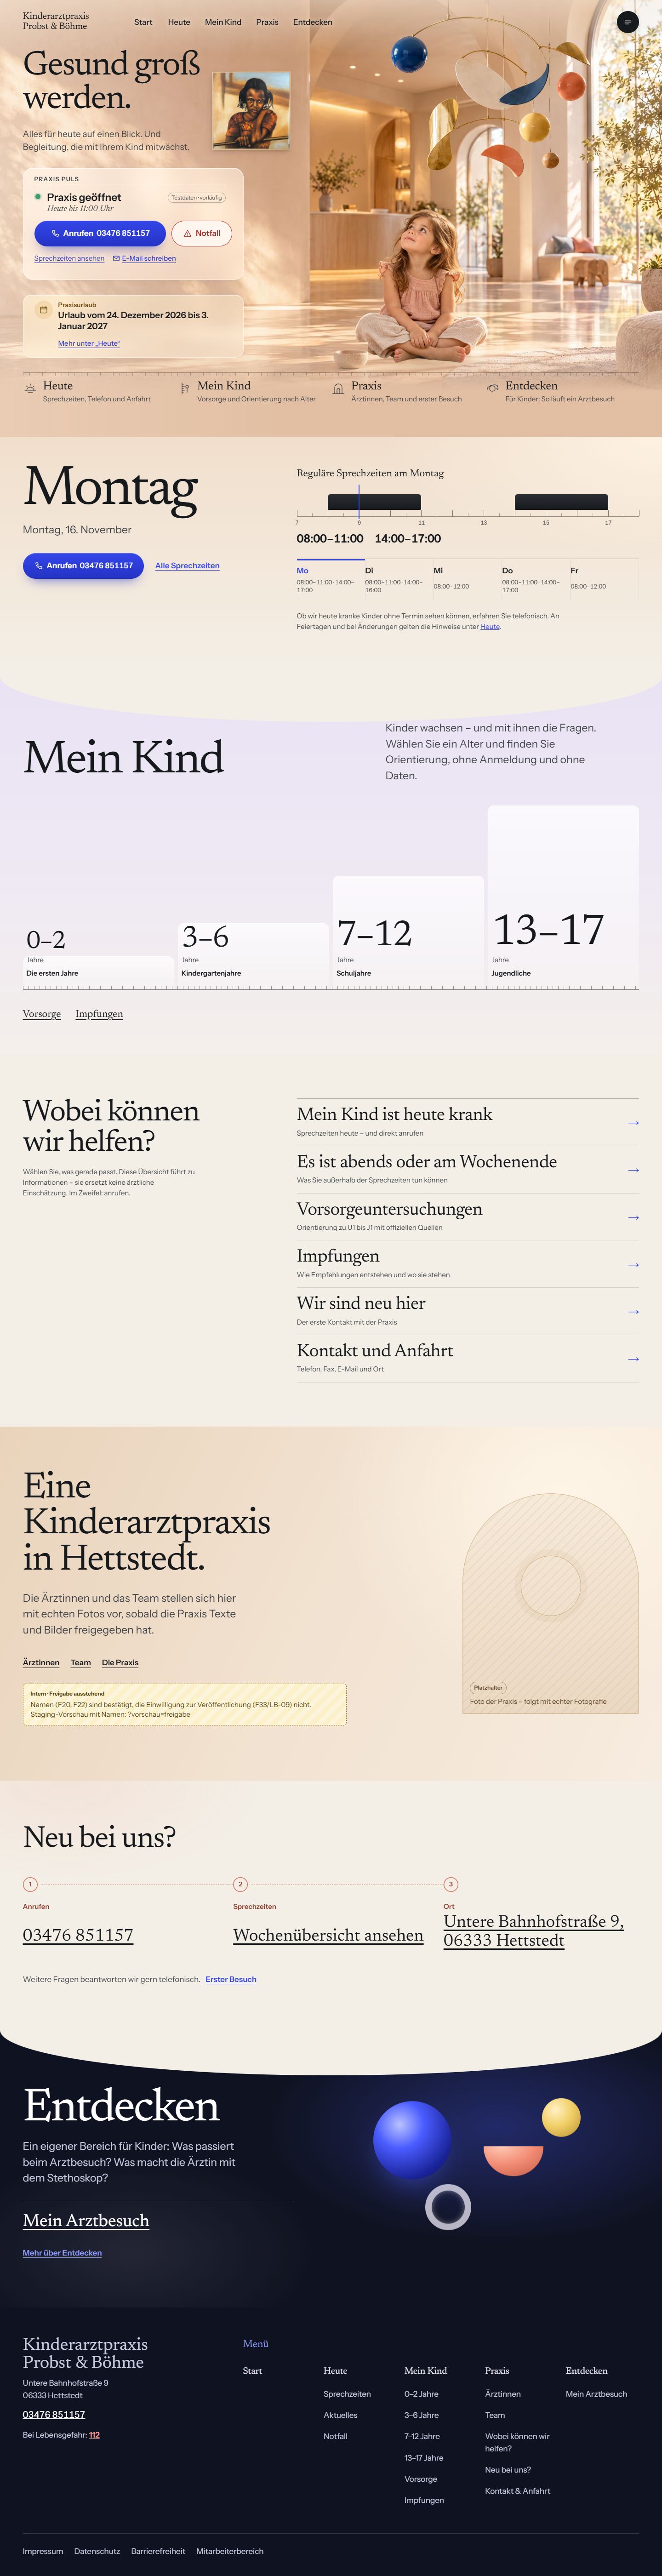 Kinderarztpraxis
Probst & Böhme
Start Heute Mein Kind Praxis Entdecken
Gesund groß
werden.
Alles für heute auf einen Blick. Und
Begleitung, die mit Ihrem Kind mitwächst.
PRAXIS PULS
Praxis geöffnet
Testdaten · vorläufig
Heute bis 11:00 Uhr
Anrufen 03476 851157
Notfall
Sprechzeiten ansehen
E-Mail schreiben
Praxisurlaub
Urlaub vom 24. Dezember 2026 bis 3.
Januar 2027
Mehr unter „Heute“
Heute
Sprechzeiten, Telefon und Anfahrt
Mein Kind
Vorsorge und Orientierung nach Alter
Praxis
Ärztinnen, Team und erster Besuch
Entdecken
Für Kinder: So läuft ein Arztbesuch
Montag
Montag, 16. November
Anrufen 03476 851157
Alle Sprechzeiten
Reguläre Sprechzeiten am Montag
7 9 11 13 15 17
08:00–11:00 14:00–17:00
Mo
08:00–11:00 · 14:00–
17:00
Di
08:00–11:00 · 14:00–
16:00
Mi
08:00–12:00
Do
08:00–11:00 · 14:00–
17:00
Fr
08:00–12:00
Ob wir heute kranke Kinder ohne Termin sehen können, erfahren Sie telefonisch. An
Feiertagen und bei Änderungen gelten die Hinweise unter Heute.
Mein Kind
Kinder wachsen – und mit ihnen die Fragen.
Wählen Sie ein Alter und finden Sie
Orientierung, ohne Anmeldung und ohne
Daten.
0–2
Jahre
Die ersten Jahre
3–6
Jahre
Kindergartenjahre
7–12
Jahre
Schuljahre
13–17
Jahre
Jugendliche
Vorsorge Impfungen
Wobei können
wir helfen?
Wählen Sie, was gerade passt. Diese Übersicht führt zu
Informationen – sie ersetzt keine ärztliche
Einschätzung. Im Zweifel: anrufen.
Mein Kind ist heute krank
Sprechzeiten heute – und direkt anrufen
Es ist abends oder am Wochenende
Was Sie außerhalb der Sprechzeiten tun können
Vorsorgeuntersuchungen
Orientierung zu U1 bis J1 mit offiziellen Quellen
Impfungen
Wie Empfehlungen entstehen und wo sie stehen
Wir sind neu hier
Der erste Kontakt mit der Praxis
Kontakt und Anfahrt
Telefon, Fax, E-Mail und Ort
Eine
Kinderarztpraxis
in Hettstedt.
Die Ärztinnen und das Team stellen sich hier
mit echten Fotos vor, sobald die Praxis Texte
und Bilder freigegeben hat.
Ärztinnen Team Die Praxis
Intern · Freigabe ausstehend
Namen (F20, F22) sind bestätigt, die Einwilligung zur Veröffentlichung (F33/LB-09) nicht.
Staging-Vorschau mit Namen: ?vorschau=freigabe
Platzhalter
Foto der Praxis – folgt mit echter Fotografie
Neu bei uns?
1
Anrufen
03476 851157
2
Sprechzeiten
Wochenübersicht ansehen
3
Ort
Untere Bahnhofstraße 9,
06333 Hettstedt
Weitere Fragen beantworten wir gern telefonisch. Erster Besuch
Entdecken
Ein eigener Bereich für Kinder: Was passiert
beim Arztbesuch? Was macht die Ärztin mit
dem Stethoskop?
Mein Arztbesuch
Mehr über Entdecken
Kinderarztpraxis
Probst & Böhme
Untere Bahnhofstraße 9
06333 Hettstedt
03476 851157
Bei Lebensgefahr: 112
Menü
Start
Heute
Sprechzeiten
Aktuelles
Notfall
Mein Kind
0–2 Jahre
3–6 Jahre
7–12 Jahre
13–17 Jahre
Vorsorge
Impfungen
Praxis
Ärztinnen
Team
Wobei können wir
helfen?
Neu bei uns?
Kontakt & Anfahrt
Entdecken
Mein Arztbesuch
Impressum Datenschutz Barrierefreiheit Mitarbeiterbereich